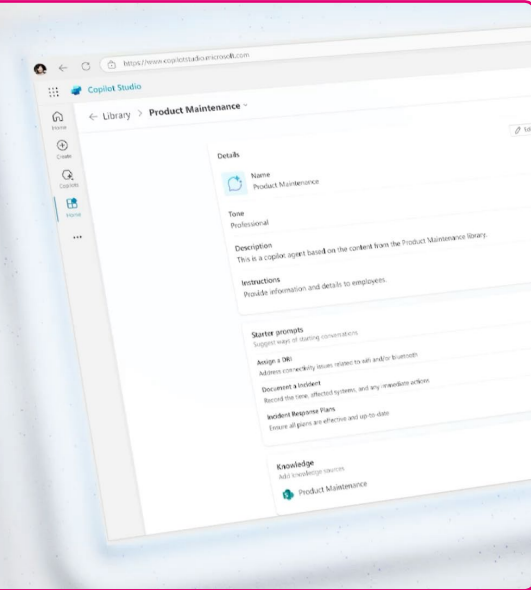 https://www.copilotstudio.microsoft.com
Copilot Studio
Home
Library > Product Maintenance
Create
Copilots
Home
Edit
Details
Name
Product Maintenance
Tone
Professional
Description
This is a copilot agent based on the content from the Product Maintenance library.
Instructions
Provide information and details to employees.
Starter prompts
Suggest ways of starting conversations
Assign a DRI
Address connectivity issues related to wifi and/or bluetooth
Document a Incident
Record the time, affected systems, and any immediate actions
Incident Response Plans
Ensure all plans are effective and up-to-date
Knowledge
Add knowledge sources
Product Maintenance